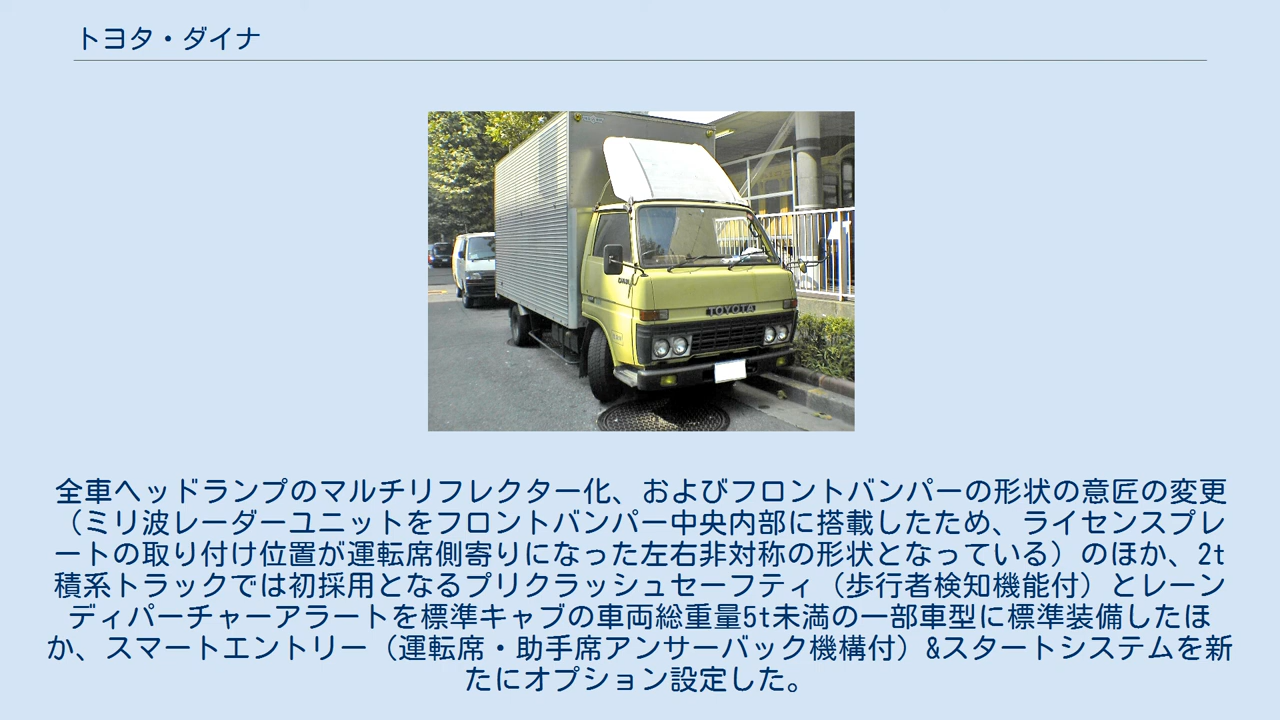 トヨタ・ダイナ
TOYOTA
全車ヘッドランプのマルチリフレクター化、およびフロントバンパーの形状の意匠の変更
（ミリ波レーダーユニットをフロントバンパー中央内部に搭載したため、ライセンスプレ
ートの取り付け位置が運転席側寄りになった左右非対称の形状となっている）のほか、2t
積系トラックでは初採用となるプリクラッシュセーフティ（歩行者検知機能付）とレーン
ディパーチャーアラートを標準キャブの車両総重量5t未満の一部車型に標準装備したほ
か、スマートエントリー（運転席・助手席アンサーバック機構付）&スタートシステムを新
たにオプション設定した。